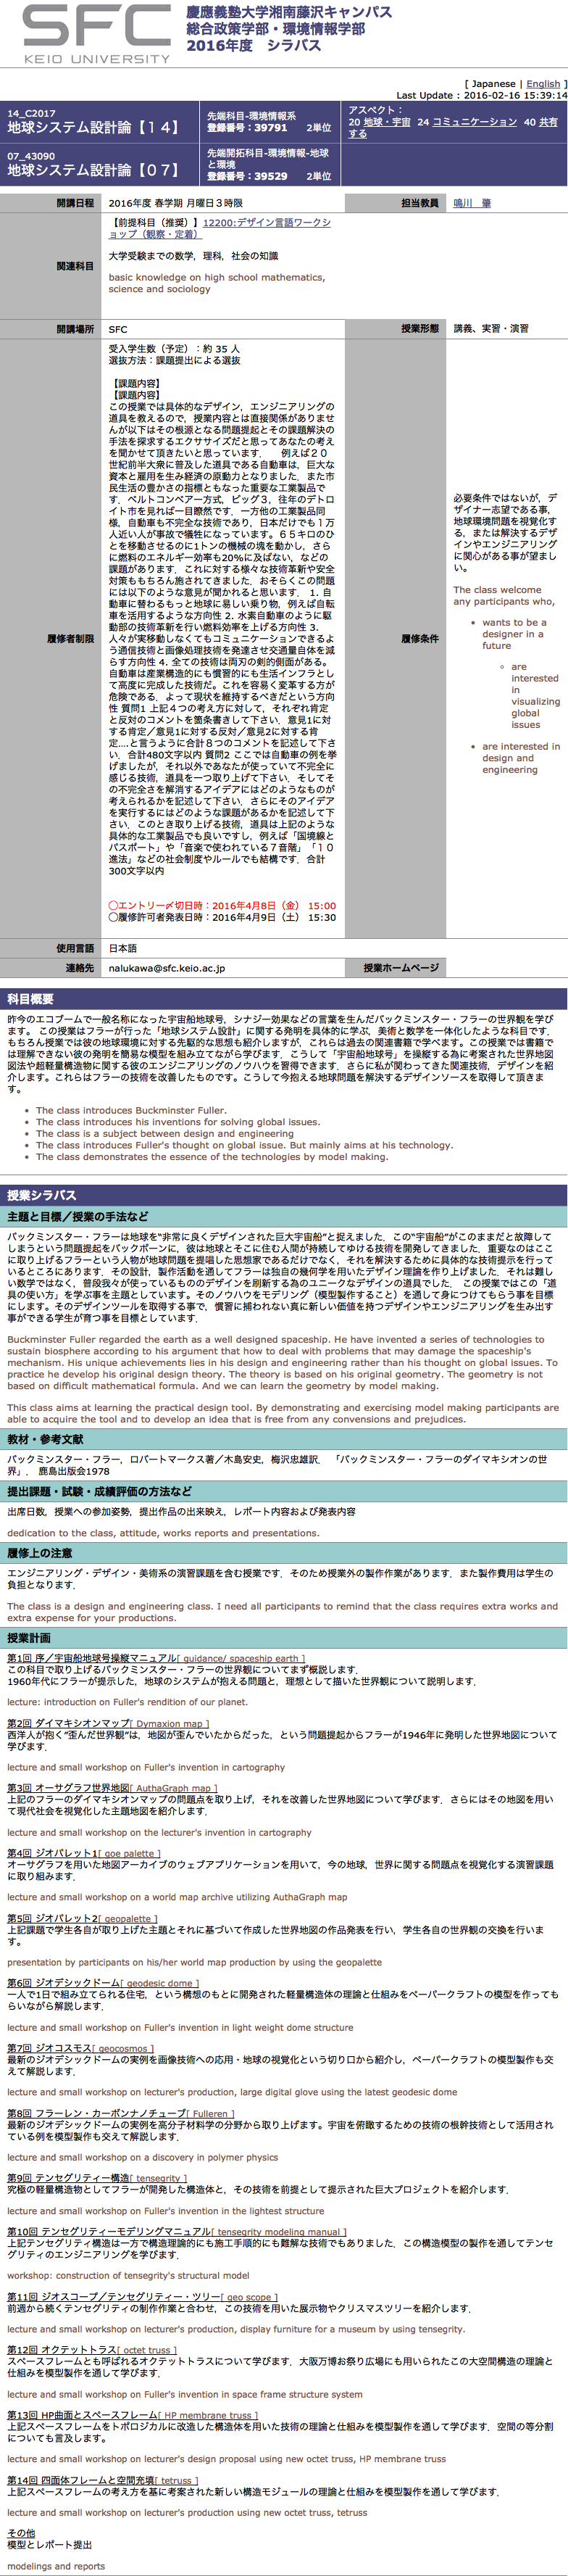 SFC
KEIO UNIVERSITY
慶應義塾大学湘南藤沢キャンパス
総合政策学部・環境情報学部
2016年度　シラバス
[ Japanese | English ]
Last Update : 2016-02-16 15:39:14
14_C2017
地球システム設計論【１４】
先端科目-環境情報系
登録番号：39791　2単位
アスペクト：
20 地球・宇宙  24 コミュニケーション  40 共有
する
07_43090
地球システム設計論【０７】
先端開拓科目-環境情報-地球
と環境
登録番号：39529　2単位
開講日程
2016年度 春学期 月曜日３時限
担当教員
鳴川　肇
関連科目
【前提科目（推奨）】12200:デザイン言語ワークシ
ョップ（観察・定着）
大学受験までの数学，理科，社会の知識
basic knowledge on high school mathematics,
science and sociology
開講場所
SFC
授業形態
講義、実習・演習
履修者制限
受入学生数（予定）：約 35 人
選抜方法：課題提出による選抜
【課題内容】
【課題内容】
この授業では具体的なデザイン，エンジニアリングの
道具を教えるので，授業内容とは直接関係がありませ
んが以下はその根源となる問題提起とその課題解決の
手法を探求するエクササイズだと思ってあなたの考え
を聞かせて頂きたいと思っています．　例えば２０
世紀前半大衆に普及した道具である自動車は，巨大な
資本と雇用を生み経済の原動力となりました．また市
民生活の豊かさの指標ともなった重要な工業製品で
す．ベルトコンベアー方式，ビッグ３，往年のデトロ
イト市を見れば一目瞭然です．一方他の工業製品同
様，自動車も不完全な技術であり，日本だけでも１万
人近い人が事故で犠牲になっています。６５キロのひ
とを移動させるのに1トンの機械の塊を動かし，さら
に燃料のエネルギー効率も20%に及ばない，などの
課題があります．これに対する様々な技術革新や安全
対策ももちろん施されてきました．おそらくこの問題
には以下のような意見が聞かれると思います． 1. 自
動車に替わるもっと地球に易しい乗り物，例えば自転
車を活用するような方向性 2. 水素自動車のように駆
動部の技術革新を行い燃料効率を上げる方向性 3.
人々が実移動しなくてもコミュニケーションできるよ
う通信技術と画像処理技術を発達させ交通量自体を減
らす方向性 4. 全ての技術は両刃の剣的側面がある。
自動車は産業構造的にも慣習的にも生活インフラとし
て高度に完成した技術だ。これを容易く変革する方が
危険である．よって現状を維持するべきだという方向
性 質問1 上記４つの考え方に対して，それぞれ肯定
と反対のコメントを箇条書きして下さい．意見1に対
する肯定／意見1に対する反対／意見2に対する肯
定....と言うように合計８つのコメントを記述して下さ
い．合計480文字以内 質問2 ここでは自動車の例を挙
げましたが，それ以外であなたが使っていて不完全に
感じる技術，道具を一つ取り上げて下さい．そしてそ
の不完全さを解消するアイデアにはどのようなものが
考えられるかを記述して下さい．さらにそのアイデア
を実行するにはどのような課題があるかを記述して下
さい．このとき取り上げる技術，道具は上記のような
具体的な工業製品でも良いですし，例えば「国境線と
パスポート」や「音楽で使われている７音階」「１０
進法」などの社会制度やルールでも結構です．合計
300文字以内
◯エントリー〆切日時：2016年4月8日（金） 15:00
◯履修許可者発表日時：2016年4月9日（土） 15:30
履修条件
必要条件ではないが，デ
ザイナー志望である事，
地球環境問題を視覚化す
る，または解決するデザ
インやエンジニアリング
に関心がある事が望まし
い。
The class welcome
any participants who,
• wants to be a
designer in a
future
◦ are
interested
in
visualizing
global
issues
• are interested in
design and
engineering
使用言語
日本語
連絡先
nalukawa@sfc.keio.ac.jp
授業ホームページ
科目概要
昨今のエコブームで一般名称になった宇宙船地球号，シナジー効果などの言葉を生んだバックミンスター・フラーの世界観を学び
ます。 この授業はフラーが行った「地球システム設計」に関する発明を具体的に学ぶ，美術と数学を一体化したような科目です．
もちろん授業では彼の地球環境に対する先駆的な思想も紹介しますが，これらは過去の関連書籍で学べます。この授業では書籍で
は理解できない彼の発明を簡易な模型を組み立てながら学びます．こうして「宇宙船地球号」を操縦する為に考案された世界地図
図法や超軽量構造物に関する彼のエンジニアリングのノウハウを習得できます．さらに私が関わってきた関連技術，デザインを紹
介します。これらはフラーの技術を改善したものです。こうして今抱える地球問題を解決するデザインソースを取得して頂きま
す。
• The class introduces Buckminster Fuller.
• The class introduces his inventions for solving global issues.
• The class is a subject between design and engineering
• The class introduces Fuller's thought on global issue. But mainly aims at his technology.
• The class demonstrates the essence of the technologies by model making.
授業シラバス
主題と目標／授業の手法など
バックミンスター・フラーは地球を“非常に良くデザインされた巨大宇宙船”と捉えました．この“宇宙船”がこのままだと故障して
しまうという問題提起をバックボーンに，彼は地球とそこに住む人間が持続してゆける技術を開発してきました．重要なのはここ
に取り上げるフラーという人物が地球問題を提唱した思想家であるだけでなく，それを解決するために具体的な技術提示を行って
いるところにあります．その設計，製作活動を通してフラーは独自の幾何学を用いたデザイン理論を作り上げました．それは難し
い数学ではなく，普段我々が使っているもののデザインを刷新する為のユニークなデザインの道具でした． この授業ではこの「道
具の使い方」を学ぶ事を主題としています。そのノウハウをモデリング（模型製作すること）を通して身につけてもらう事を目標
にします。そのデザインツールを取得する事で，慣習に捕われない真に新しい価値を持つデザインやエンジニアリングを生み出す
事ができる学生が育つ事を目標としています．
Buckminster Fuller regarded the earth as a well designed spaceship. He have invented a series of technologies to
sustain biosphere according to his argument that how to deal with problems that may damage the spaceship's
mechanism. His unique achievements lies in his design and engineering rather than his thought on global issues. To
practice he develop his original design theory. The theory is based on his original geometry. The geometry is not
based on difficult mathematical formula. And we can learn the geometry by model making.
This class aims at learning the practical design tool. By demonstrating and exercising model making participants are
able to acquire the tool and to develop an idea that is free from any convensions and prejudices.
教材・参考文献
バックミンスター・フラー，ロバートマークス著／木島安史，梅沢忠雄訳．　「バックミンスター・フラーのダイマキシオンの世
界」． 鹿島出版会1978
提出課題・試験・成績評価の方法など
出席日数，授業への参加姿勢，提出作品の出来映え，レポート内容および発表内容
dedication to the class, attitude, works reports and presentations.
履修上の注意
エンジニアリング・デザイン・美術系の演習課題を含む授業です．そのため授業外の製作作業があります．また製作費用は学生の
負担となります．
The class is a design and engineering class. I need all participants to remind that the class requires extra works and
extra expense for your productions.
授業計画
第1回 序／宇宙船地球号操縦マニュアル[ guidance/ spaceship earth ]
この科目で取り上げるバックミンスター・フラーの世界観についてまず概説します．
1960年代にフラーが提示した，地球のシステムが抱える問題と，理想として描いた世界観について説明します．
lecture: introduction on Fuller's rendition of our planet.
第2回 ダイマキシオンマップ[ Dymaxion map ]
西洋人が抱く“歪んだ世界観”は，地図が歪んでいたからだった，という問題提起からフラーが1946年に発明した世界地図について
学びます．
lecture and small workshop on Fuller's invention in cartography
第3回 オーサグラフ世界地図[ AuthaGraph map ]
上記のフラーのダイマキシオンマップの問題点を取り上げ，それを改善した世界地図について学びます．さらにはその地図を用い
て現代社会を視覚化した主題地図を紹介します．
lecture and small workshop on the lecturer's invention in cartography
第4回 ジオパレット1[ goe palette ]
オーサグラフを用いた地図アーカイブのウェブアプリケーションを用いて，今の地球，世界に関する問題点を視覚化する演習課題
に取り組みます．
lecture and small workshop on a world map archive utilizing AuthaGraph map
第5回 ジオパレット2[ geopalette ]
上記課題で学生各自が取り上げた主題とそれに基づいて作成した世界地図の作品発表を行い，学生各自の世界観の交換を行いま
す。
presentation by participants on his/her world map production by using the geopalette
第6回 ジオデシックドーム[ geodesic dome ]
一人で1日で組み立てられる住宅，という構想のもとに開発された軽量構造体の理論と仕組みをペーパークラフトの模型を作っても
らいながら解説します．
lecture and small workshop on Fuller's invention in light weight dome structure
第7回 ジオコスモス[ geocosmos ]
最新のジオデシックドームの実例を画像技術への応用・地球の視覚化という切り口から紹介し，ペーパークラフトの模型製作も交
えて解説します．
lecture and small workshop on lecturer's production, large digital glove using the latest geodesic dome
第8回 フラーレン・カーボンナノチューブ[ Fulleren ]
最新のジオデシックドームの実例を高分子材料学の分野から取り上げます。宇宙を俯瞰するための技術の根幹技術として活用され
ている例を模型製作も交えて解説します．
lecture and small workshop on a discovery in polymer physics
第9回 テンセグリティー構造[ tensegrity ]
究極の軽量構造物としてフラーが開発した構造体と，その技術を前提として提示された巨大プロジェクトを紹介します．
lecture and small workshop on Fuller's invention in the lightest structure
第10回 テンセグリティーモデリングマニュアル[ tensegrity modeling manual ]
上記テンセグリティ構造は一方で構造理論的にも施工手順的にも難解な技術でもありました．この構造模型の製作を通してテンセ
グリティのエンジニアリングを学びます．
workshop: construction of tensegrity's structural model
第11回 ジオスコープ／テンセグリティー・ツリー[ geo scope ]
前週から続くテンセグリティの制作作業と合わせ，この技術を用いた展示物やクリスマスツリーを紹介します．
lecture and small workshop on lecturer's production, display furniture for a museum by using tensegrity.
第12回 オクテットトラス[ octet truss ]
スペースフレームとも呼ばれるオクテットトラスについて学びます．大阪万博お祭り広場にも用いられたこの大空間構造の理論と
仕組みを模型製作を通して学びます．
lecture and small workshop on Fuller's invention in space frame structure system
第13回 HP曲面とスペースフレーム[ HP membrane truss ]
上記スペースフレームをトポロジカルに改造した構造体を用いた技術の理論と仕組みを模型製作を通して学びます．空間の等分割
についても言及します。
lecture and small workshop on lecturer's design proposal using new octet truss, HP membrane truss
第14回 四面体フレームと空間充填[ tetruss ]
上記スペースフレームの考え方を基に考案された新しい構造モジュールの理論と仕組みを模型製作を通して学びます．
lecture and small workshop on lecturer's production using new octet truss, tetruss
その他
模型とレポート提出
modelings and reports